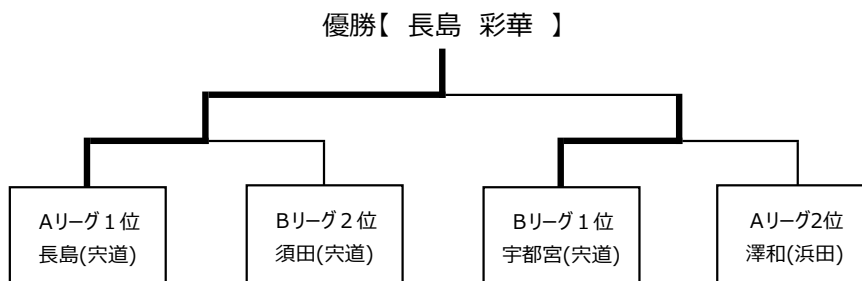 優勝【 長島 彩華 】
Aリーグ1位
長島(宍道)
Bリーグ2位
須田(宍道)
Bリーグ1位
宇都宮(宍道)
Aリーグ2位
澤和(浜田)